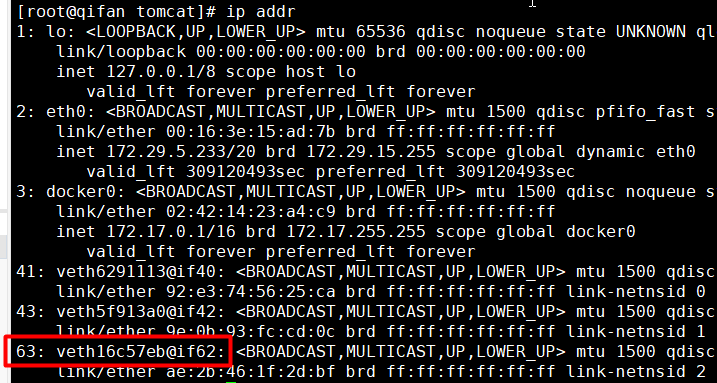 [root@qifan tomcat]# ip addr
1: lo: <LOOPBACK,UP,LOWER_UP> mtu 65536 qdisc noqueue state UNKNOWN ql
    link/loopback 00:00:00:00:00:00 brd 00:00:00:00:00:00
    inet 127.0.0.1/8 scope host lo
       valid_lft forever preferred_lft forever
2: eth0: <BROADCAST,MULTICAST,UP,LOWER_UP> mtu 1500 qdisc pfifo_fast s
    link/ether 00:16:3e:15:ad:7b brd ff:ff:ff:ff:ff:ff
    inet 172.29.5.233/20 brd 172.29.15.255 scope global dynamic eth0
       valid_lft 309120493sec preferred_lft 309120493sec
3: docker0: <BROADCAST,MULTICAST,UP,LOWER_UP> mtu 1500 qdisc noqueue s
    link/ether 02:42:14:23:a4:c9 brd ff:ff:ff:ff:ff:ff
    inet 172.17.0.1/16 brd 172.17.255.255 scope global docker0
       valid_lft forever preferred_lft forever
41: veth6291113@if40: <BROADCAST,MULTICAST,UP,LOWER_UP> mtu 1500 qdisc
    link/ether 92:e3:74:56:25:ca brd ff:ff:ff:ff:ff:ff link-netnsid 0
43: veth5f913a0@if42: <BROADCAST,MULTICAST,UP,LOWER_UP> mtu 1500 qdisc
    link/ether 9e:0b:93:fc:cd:0c brd ff:ff:ff:ff:ff:ff link-netnsid 1
63: veth16c57eb@if62: <BROADCAST,MULTICAST,UP,LOWER_UP> mtu 1500 qdisc
    link/ether ae:2b:46:1f:2d:bf brd ff:ff:ff:ff:ff:ff link-netnsid 2